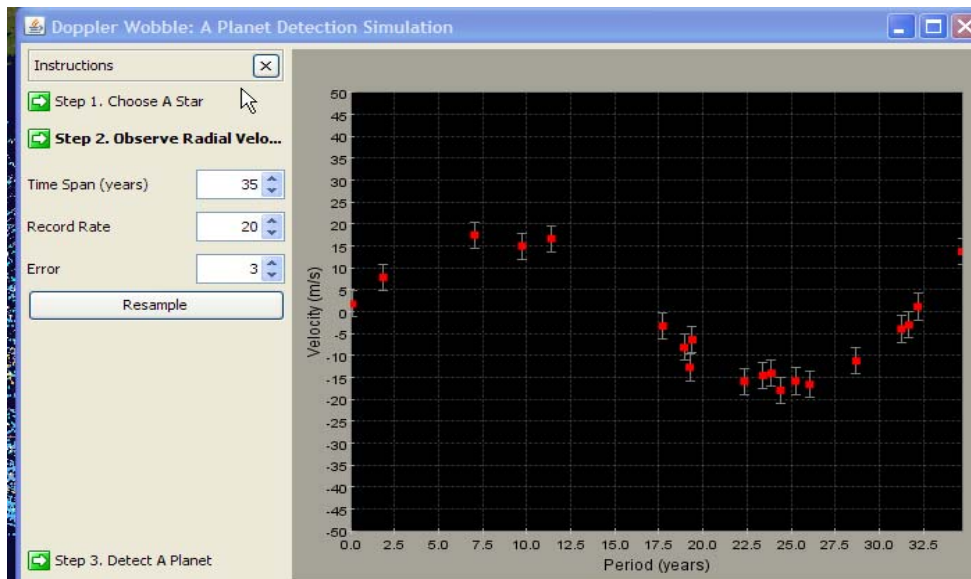 Doppler Wobble: A Planet Detection Simulation
Instructions
Step 1. Choose A Star
Step 2. Observe Radial Velo...
Time Span (years) 35
Record Rate 20
Error 3
Resample
Step 3. Detect A Planet
Velocity (m/s)
50
45
40
35
30
25
20
15
10
5
0
-5
-10
-15
-20
-25
-30
-35
-40
-45
-50
0.0 2.5 5.0 7.5 10.0 12.5 15.0 17.5 20.0 22.5 25.0 27.5 30.0 32.5
Period (years)